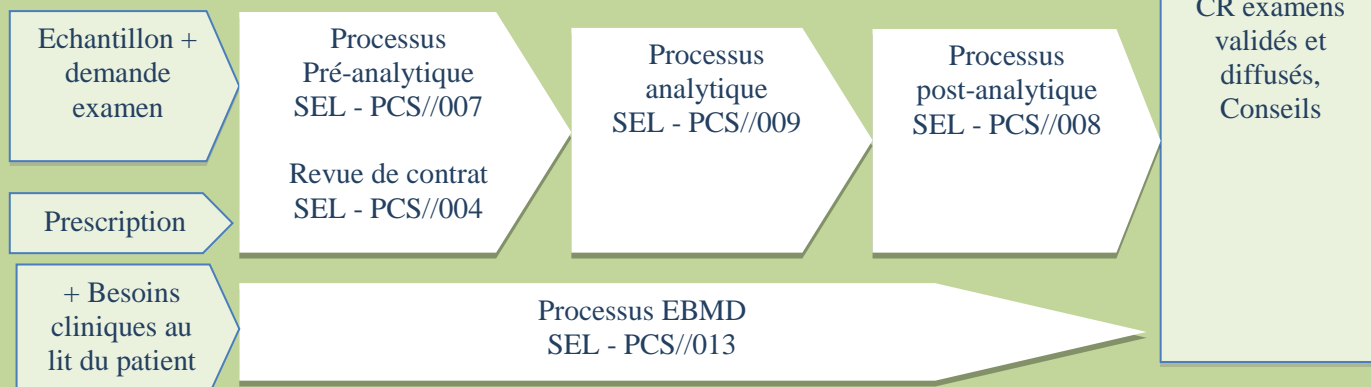 Echantillon +
demande
examen
Prescription
+ Besoins
cliniques au
lit du patient
Processus
Pré-analytique
SEL - PCS//007
Revue de contrat
SEL - PCS//004
Processus
analytique
SEL - PCS//009
Processus
post-analytique
SEL - PCS//008
Processus EBMD
SEL - PCS//013
CR examens
validés et
diffusés,
Conseils